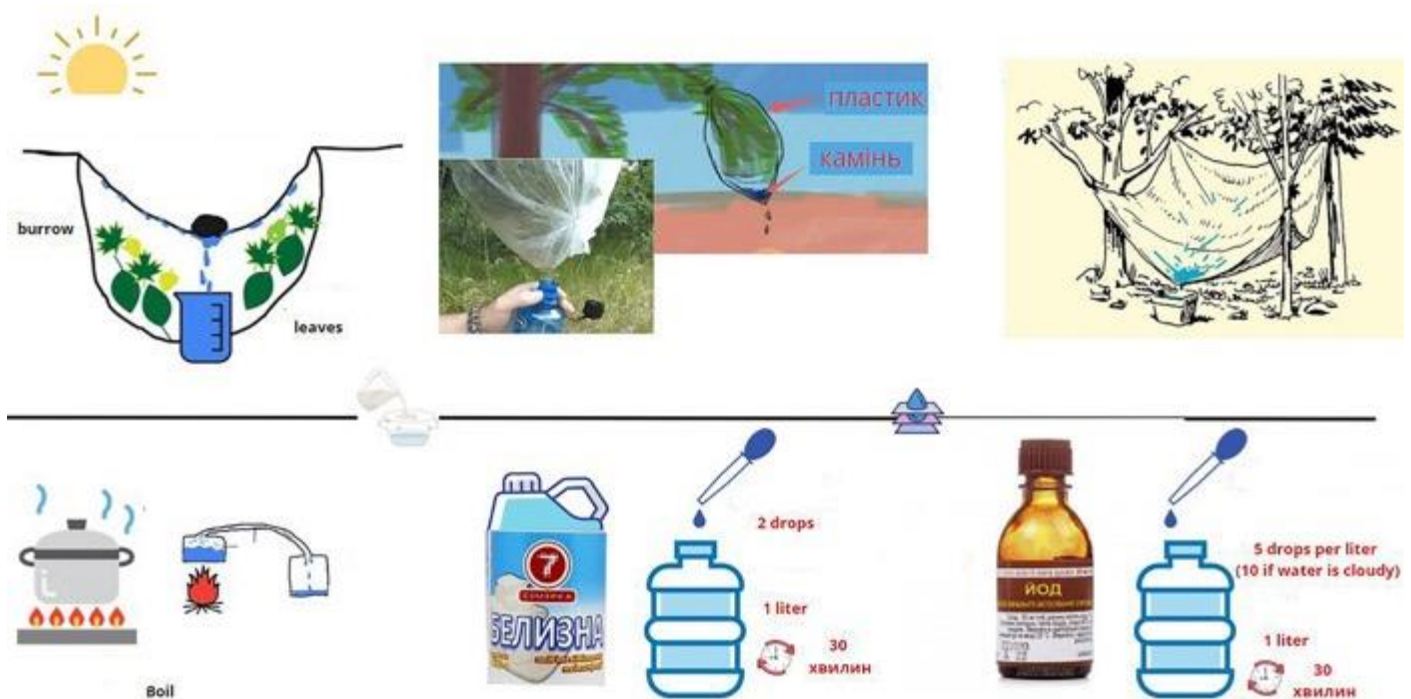 пластик
камінь
burrow
leaves
2 drops
1 liter
30
хвилин
7
БЕЛИЗНА
5 drops per liter
(10 if water is cloudy)
ЙОД
1 liter
30
хвилин
Boil